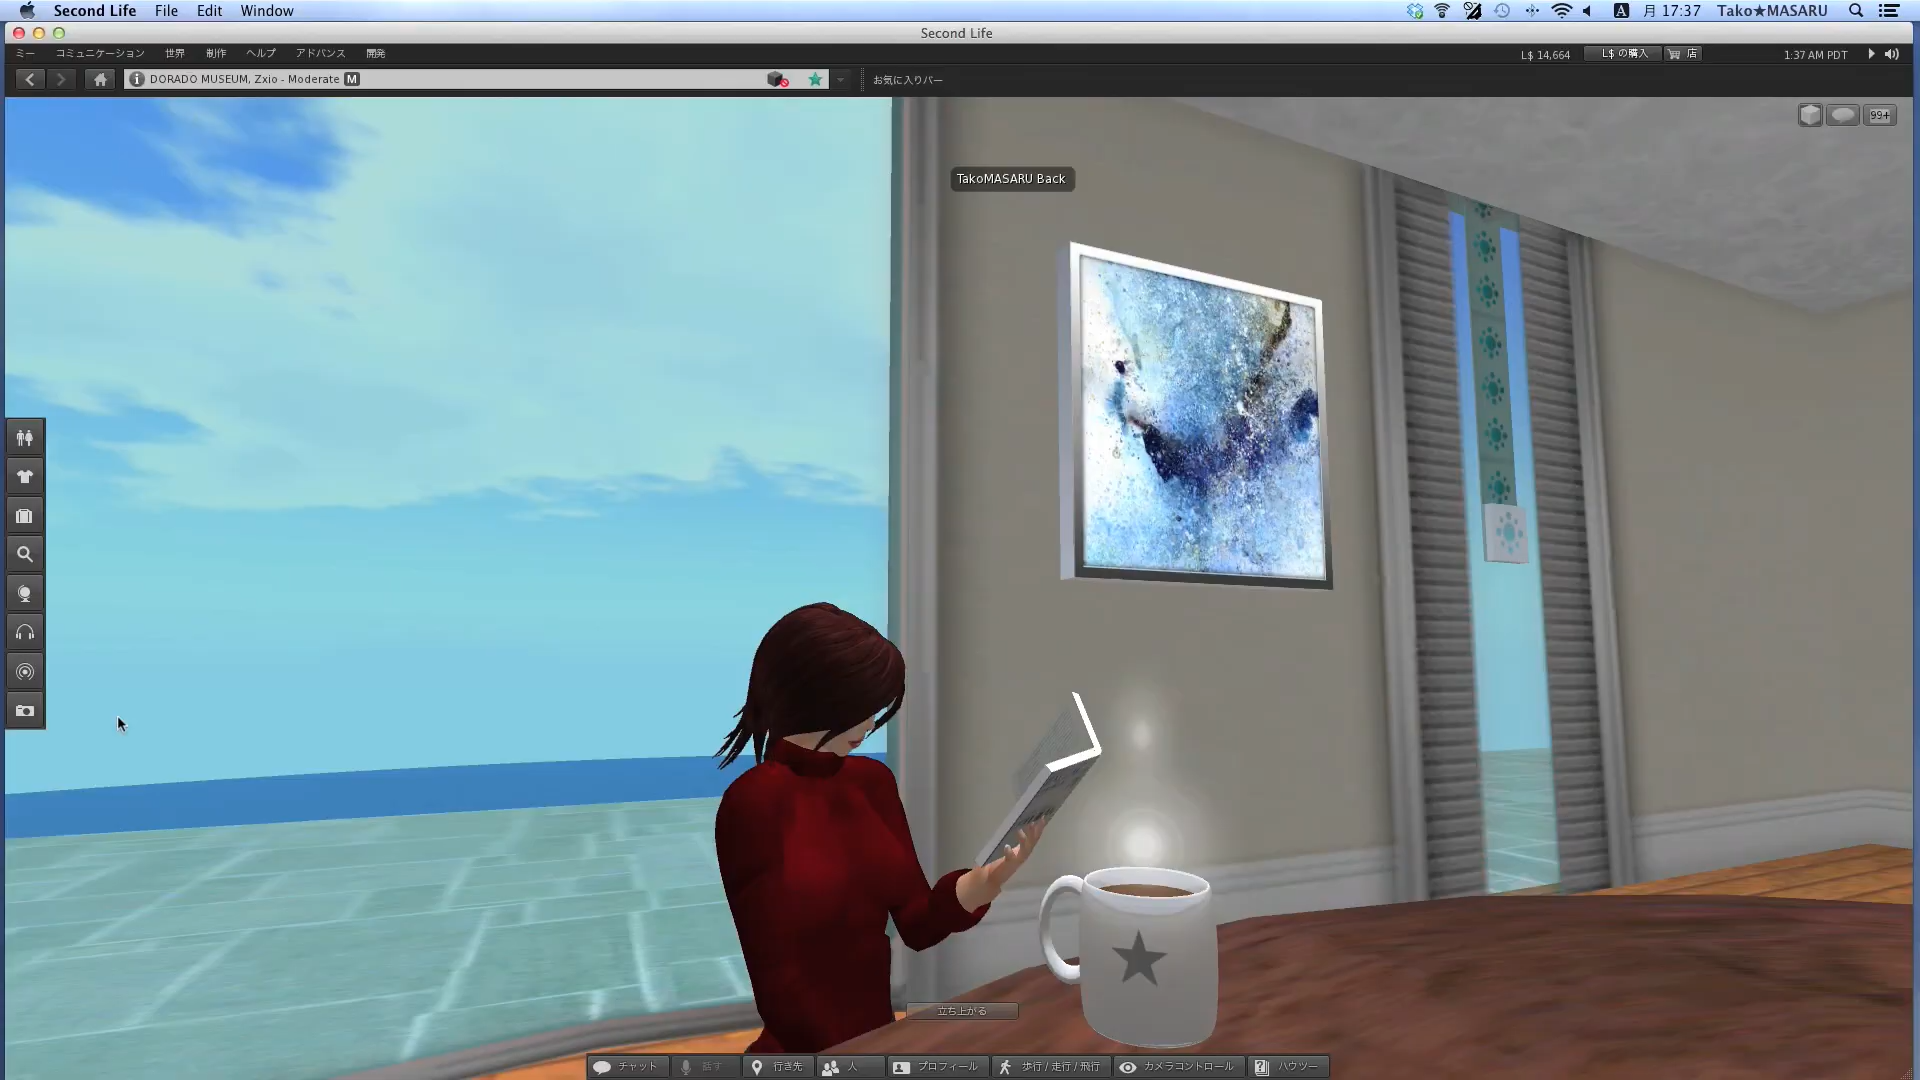 Second Life File Edit Window
A 月 17:37 Tako★MASARU
Second Life
ミー コミュニケーション 世界 制作 ヘルプ アドバンス 開発
L$ 14,664 L$ の購入 店 1:37 AM PDT
DORADO MUSEUM, Zxio - Moderate M
お気に入りバー
99+
TakoMASARU Back
立ち上がる
チャット 話す 行き先 人 プロフィール 歩行 / 走行 / 飛行 カメラコントロール ハウツー